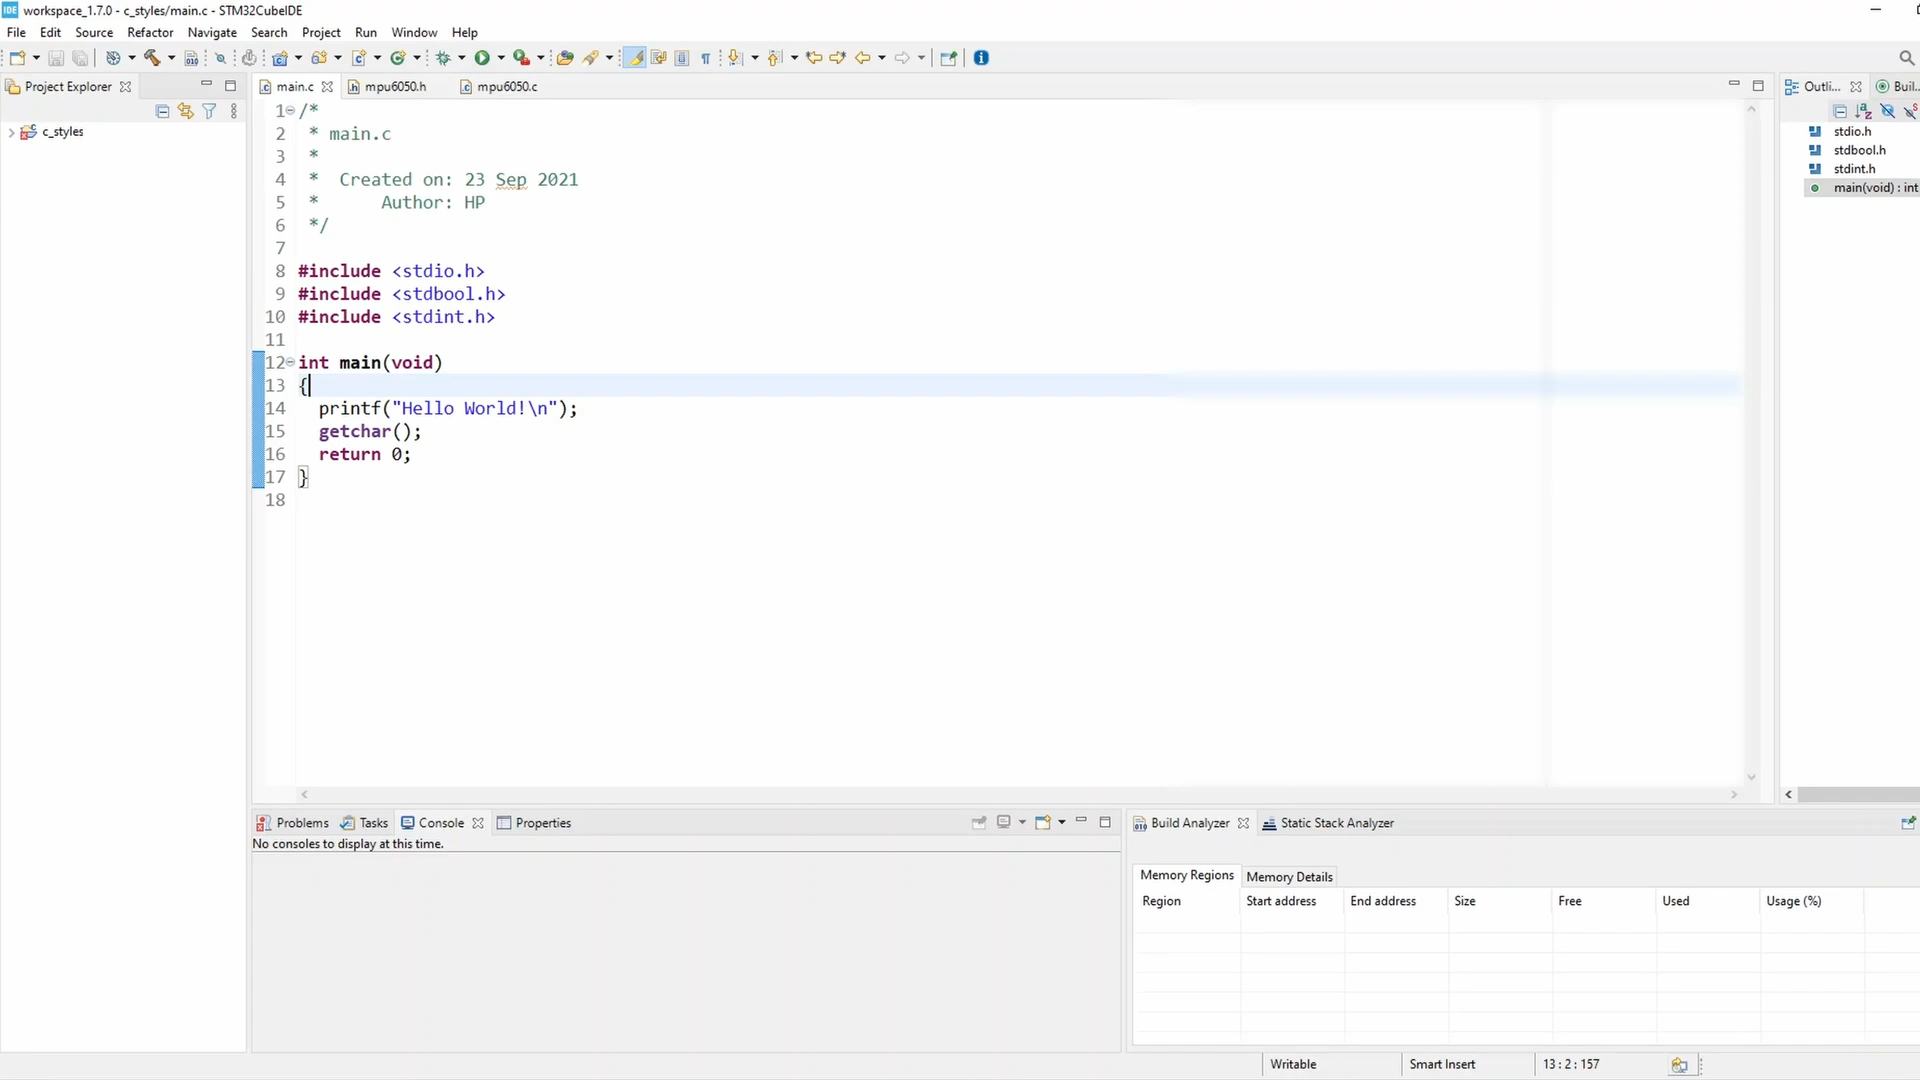 IDE workspace_1.7.0 - c_styles/main.c - STM32CubeIDE
File Edit Source Refactor Navigate Search Project Run Window Help
Project Explorer
c_styles
main.c mpu6050.h mpu6050.c
1 /*
2 * main.c
3 *
4 * Created on: 23 Sep 2021
5 * Author: HP
6 */
7
8 #include <stdio.h>
9 #include <stdbool.h>
10 #include <stdint.h>
11
12 int main(void)
13 {
14 printf("Hello World!\n");
15 getchar();
16 return 0;
17 }
18
Outli... Buil...
stdio.h
stdbool.h
stdint.h
main(void) : int
Problems Tasks Console Properties
No consoles to display at this time.
Build Analyzer Static Stack Analyzer
Memory Regions Memory Details
Region Start address End address Size Free Used Usage (%)
Writable Smart Insert 13 : 2 : 157